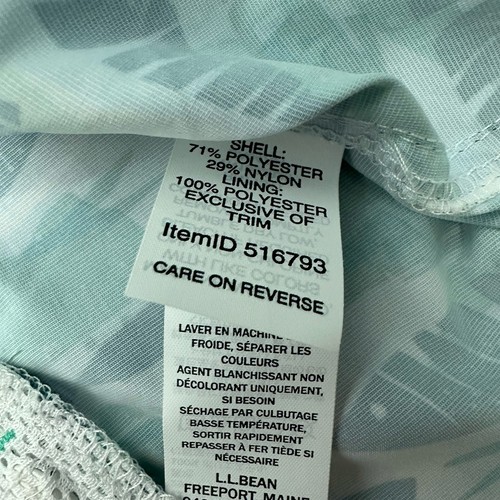 SHELL:
71% POLYESTER
29% NYLON
LINING:
100% POLYESTER
EXCLUSIVE OF
TRIM
ItemID 516793
CARE ON REVERSE
LAVER EN MACHINE
FROIDE, SÉPARER LES
COULEURS
AGENT BLANCHISSANT NON
DÉCOLORANT UNIQUEMENT,
SI BESOIN
SÉCHAGE PAR CULBUTAGE
BASSE TEMPÉRATURE,
SORTIR RAPIDEMENT
REPASSER À FER TIÈDE SI
NÉCESSAIRE
L.L.BEAN
FREEPORT, MAINE